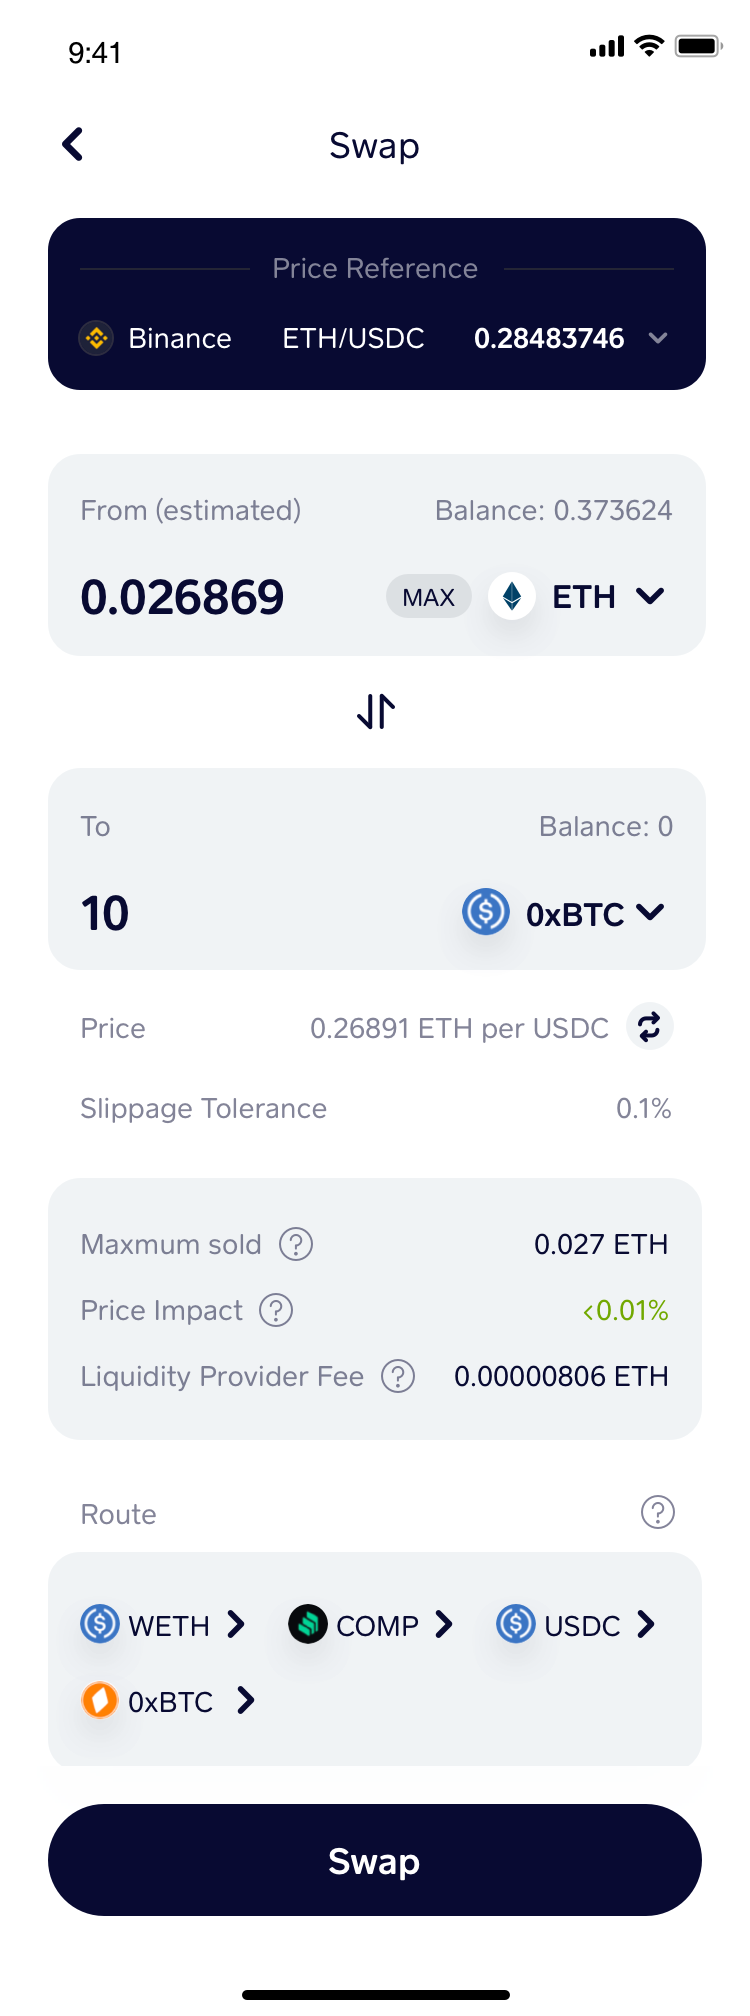 9:41
Swap
Price Reference
Binance ETH/USDC 0.28483746
From (estimated) Balance: 0.373624
0.026869 MAX ETH
To Balance: 0
10 0xBTC
Price 0.26891 ETH per USDC
Slippage Tolerance 0.1%
Maxmum sold ? 0.027 ETH
Price Impact ? <0.01%
Liquidity Provider Fee ? 0.00000806 ETH
Route ?
WETH COMP USDC
0xBTC
Swap